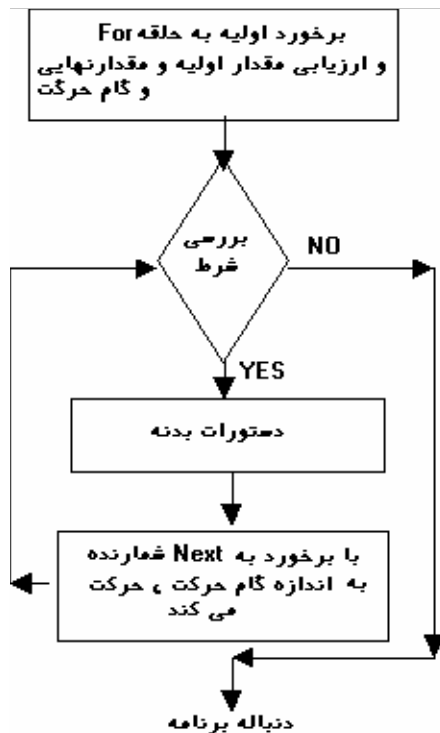 برخورد اولیه به حلقه For
و ارزیابی مقدار اولیه و مقدارنهایی
و گام حرگت
بررسی
شرط
NO
YES
دستورات بدنه
با برخورد به Next شمارنده
به اندازه گام حرکت ، حرکت
می کند
دنباله برنامه